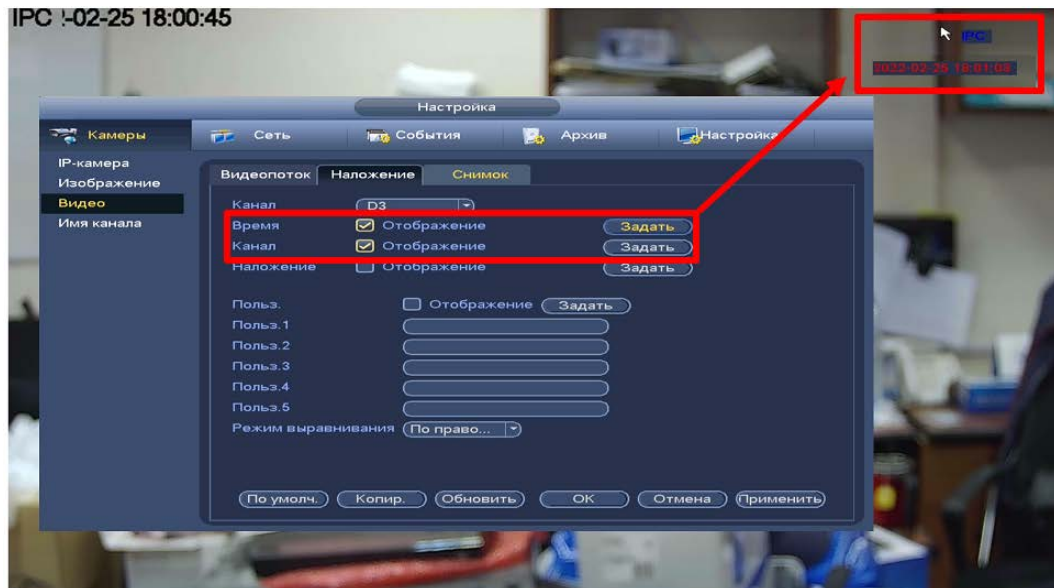 IPC :-02-25 18:00:45
IPC
2022-02-25 18:01:08
Настройка
Камеры Сеть События Архив Настройка
IP-камера
Изображение
Видео
Имя канала
Видеопоток Наложение Снимок
Канал D3
Время Отображение Задать
Канал Отображение Задать
Наложение Отображение Задать
Польз. Отображение Задать
Польз.1
Польз.2
Польз.3
Польз.4
Польз.5
Режим выравнивания По право...
По умолч. Копир. Обновить ОК Отмена Применить